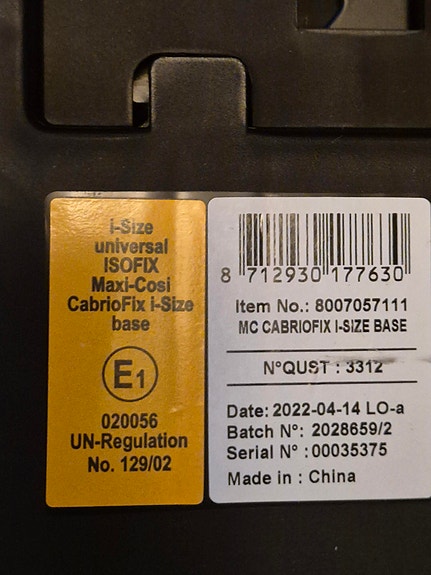 i-Size
universal
ISOFIX
Maxi-Cosi
CabrioFix i-Size
base
E1
020056
UN-Regulation
No. 129/02
8 712930 177630
Item No.: 8007057111
MC CABRIOFIX I-SIZE BASE
N°QUST : 3312
Date: 2022-04-14 LO-a
Batch N°: 2028659/2
Serial N° : 00035375
Made in : China